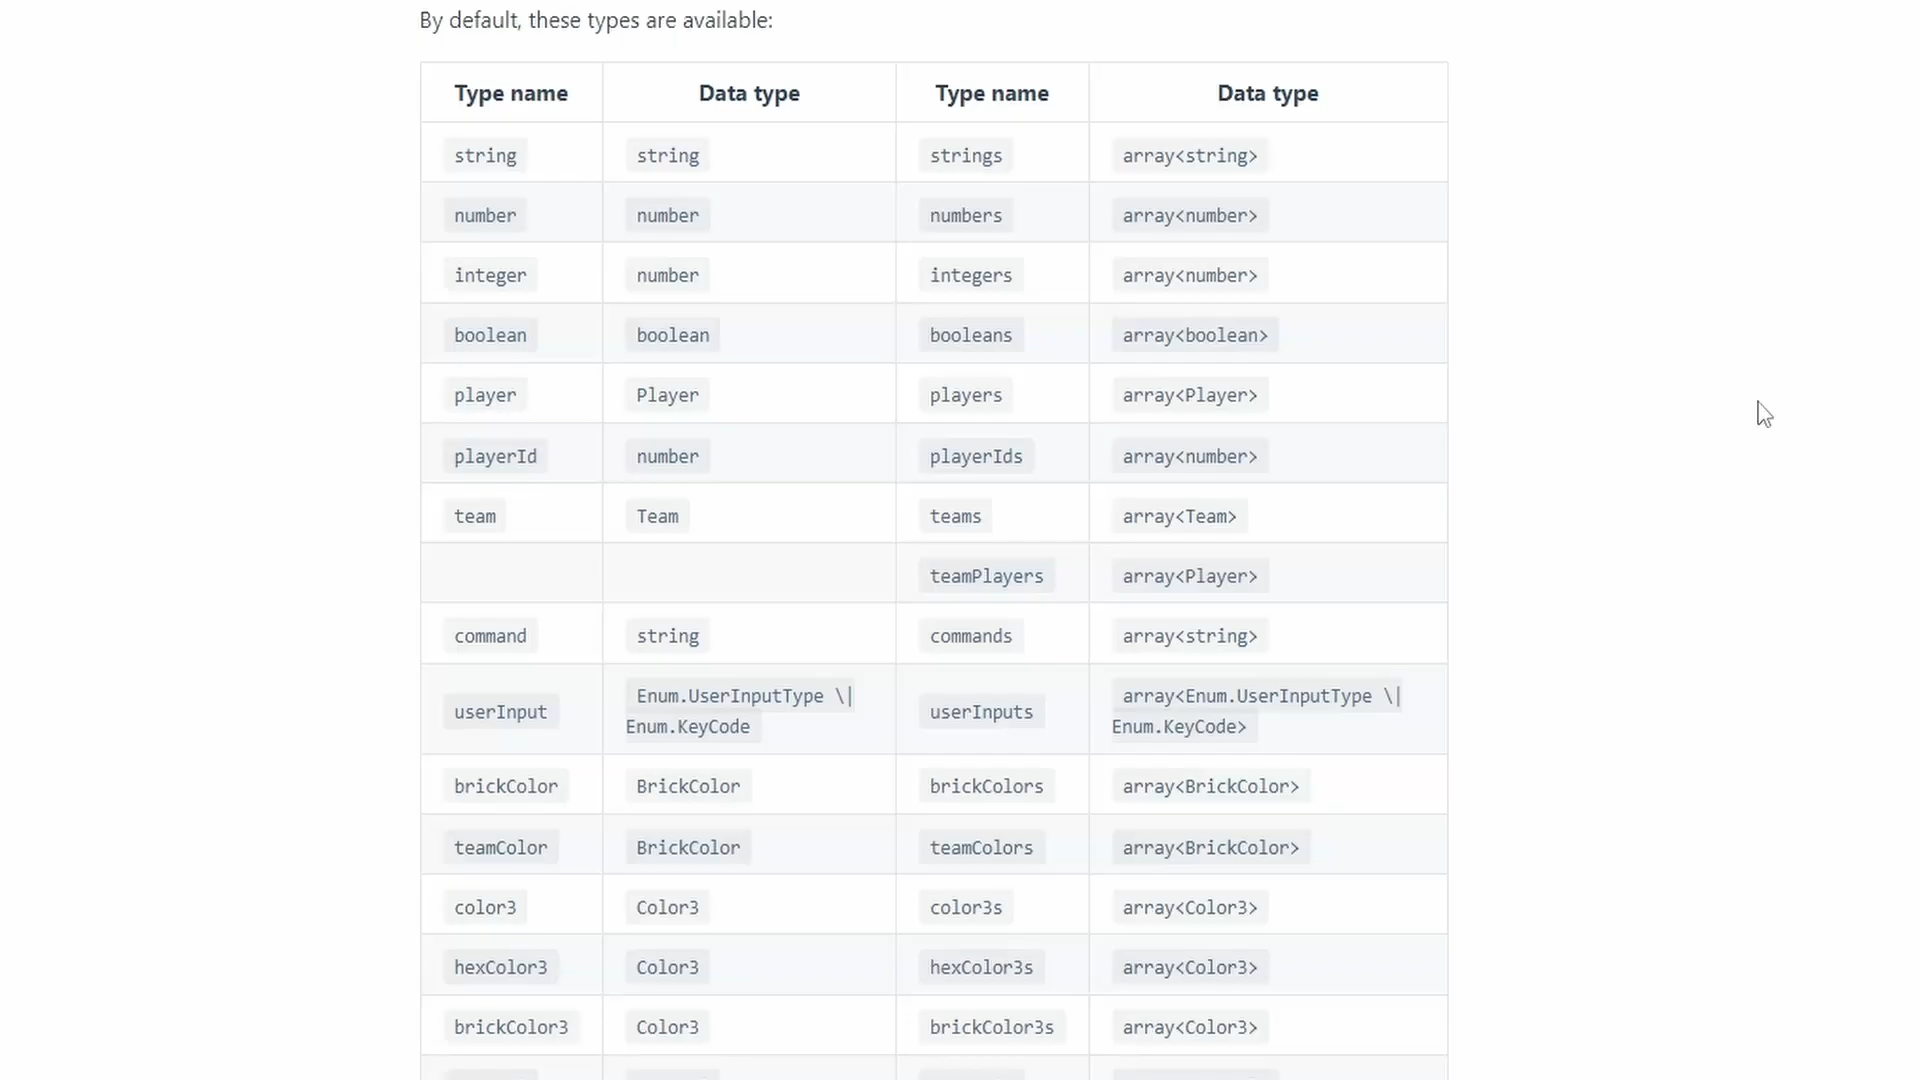 By default, these types are available:
Type name Data type Type name Data type
string string strings array<string>
number number numbers array<number>
integer number integers array<number>
boolean boolean booleans array<boolean>
player Player players array<Player>
playerId number playerIds array<number>
team Team teams array<Team>
teamPlayers array<Player>
command string commands array<string>
userInput Enum.UserInputType \| Enum.KeyCode userInputs array<Enum.UserInputType \| Enum.KeyCode>
brickColor BrickColor brickColors array<BrickColor>
teamColor BrickColor teamColors array<BrickColor>
color3 Color3 color3s array<Color3>
hexColor3 Color3 hexColor3s array<Color3>
brickColor3 Color3 brickColor3s array<Color3>